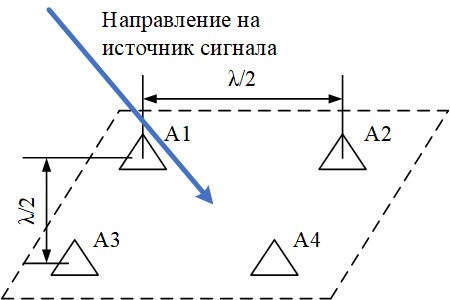 Направление на
источник сигнала
λ/2
A1
A2
λ/2
A3
A4